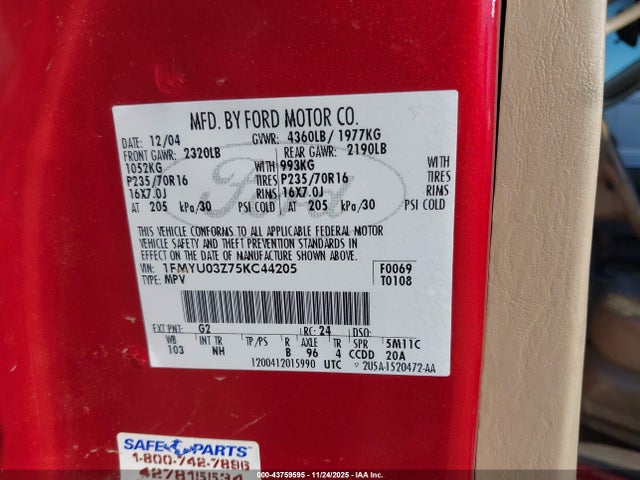 MFD. BY FORD MOTOR CO.
DATE: 12/04 GVWR: 4360LB/ 1977KG
FRONT GAWR: 2320LB REAR GAWR: 2190LB
1052KG WITH 993KG WITH
P235/70R16 TIRES P235/70R16 TIRES
16X7.0J RIMS 16X7.0J RIMS
AT 205 kPa/30 PSI COLD AT 205 kPa/30 PSI COLD
Ford
THIS VEHICLE CONFORMS TO ALL APPLICABLE FEDERAL MOTOR
VEHICLE SAFETY AND THEFT PREVENTION STANDARDS IN
EFFECT ON THE DATE OF MANUFACTURE SHOWN ABOVE.
VIN: 1FMYU03Z75KC44205 F0069
TYPE: MPV T0108
EXT PNT: G2 RC: 24 DSO:
WB INT TR TP/PS R AXLE TR SPR 5M11C
103 NH B 96 4 CCDD 20A
1200412015990 UTC 2U5A-1520472-AA
SAFE PARTS
1-800-742-7896
000-43759595 - 11/24/2025 - IAA Inc.